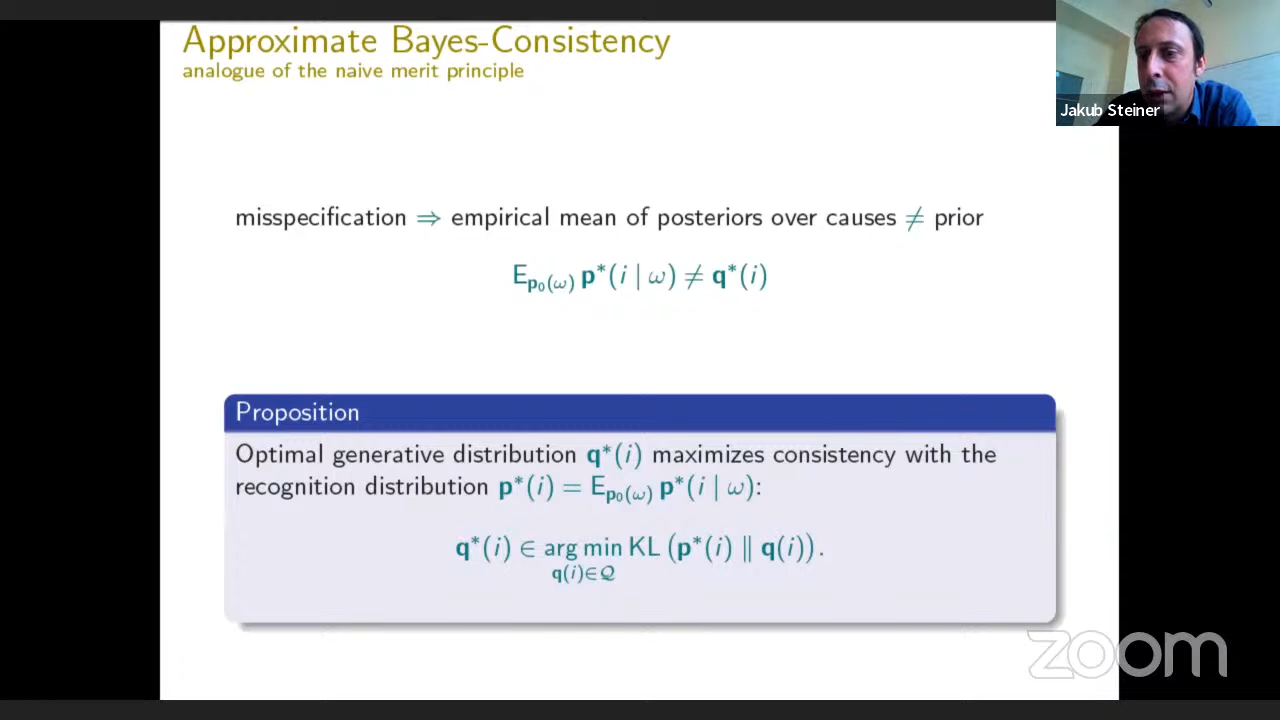 Approximate Bayes-Consistency
analogue of the naive merit principle
Jakub Steiner
misspecification ⇒ empirical mean of posteriors over causes ≠ prior
E_{p₀(ω)} p*(i | ω) ≠ q*(i)
Proposition
Optimal generative distribution q*(i) maximizes consistency with the
recognition distribution p*(i) = E_{p₀(ω)} p*(i | ω):
q*(i) ∈ arg min KL (p*(i) ∥ q(i)).
q(i)∈Q
zoom